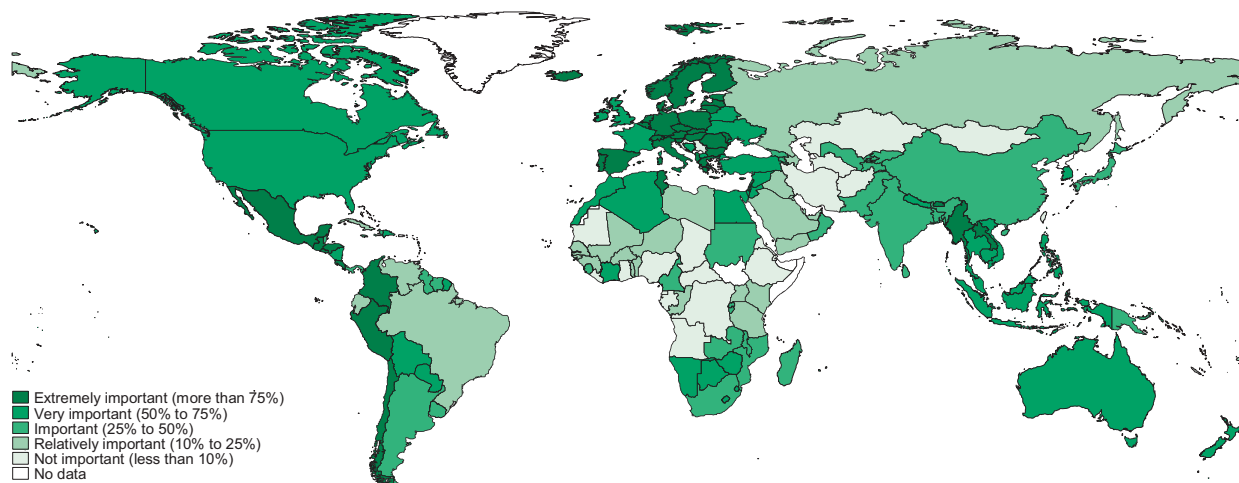 Extremely important (more than 75%)
Very important (50% to 75%)
Important (25% to 50%)
Relatively important (10% to 25%)
Not important (less than 10%)
No data